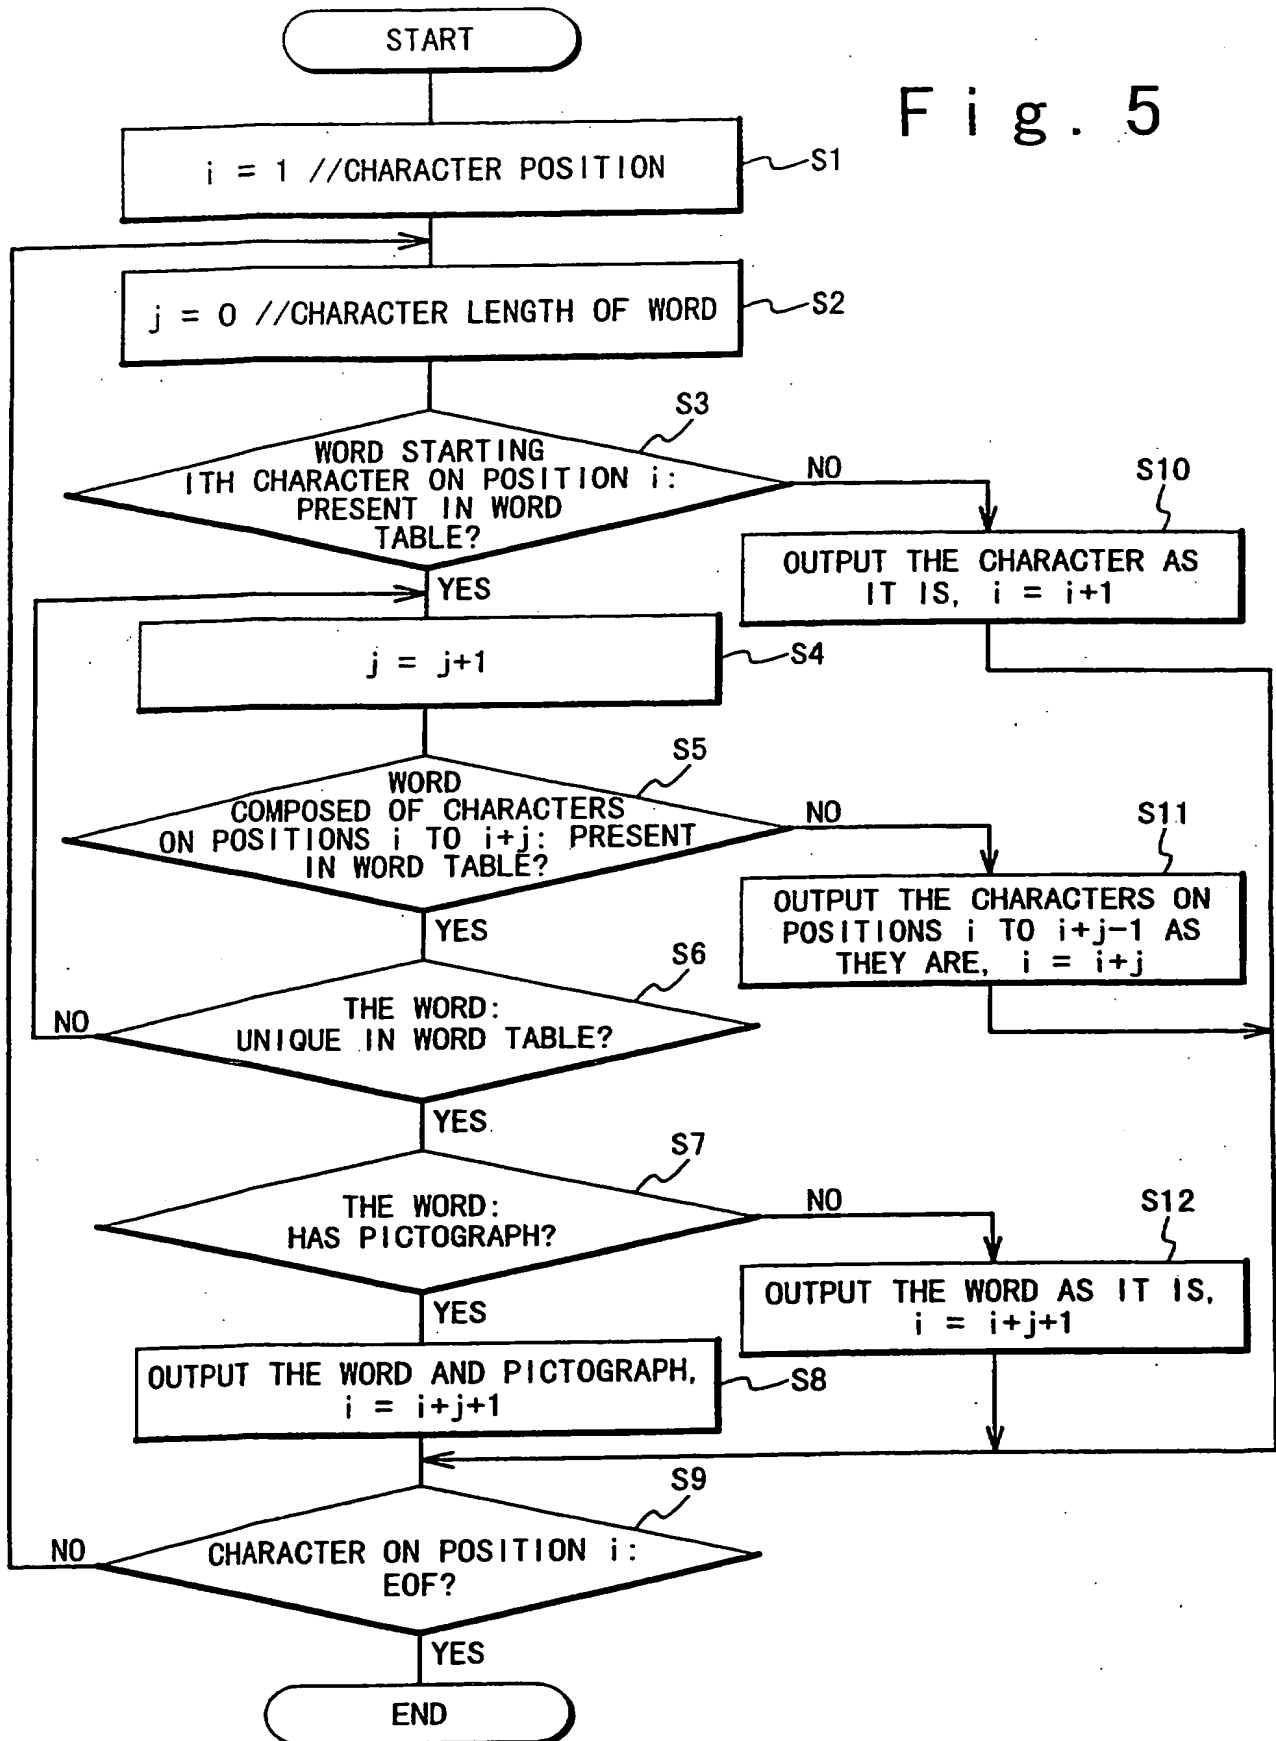 START
Fig. 5
i = 1 //CHARACTER POSITION
S1
j = 0 //CHARACTER LENGTH OF WORD
S2
S3
WORD STARTING
ITH CHARACTER ON POSITION i:
PRESENT IN WORD
TABLE?
NO
YES
S10
OUTPUT THE CHARACTER AS
IT IS, i = i+1
j = j+1
S4
S5
WORD
COMPOSED OF CHARACTERS
ON POSITIONS i TO i+j: PRESENT
IN WORD TABLE?
NO
YES
S11
OUTPUT THE CHARACTERS ON
POSITIONS i TO i+j-1 AS
THEY ARE, i = i+j
S6
THE WORD:
UNIQUE IN WORD TABLE?
NO
YES
S7
THE WORD:
HAS PICTOGRAPH?
NO
YES
S12
OUTPUT THE WORD AS IT IS,
i = i+j+1
OUTPUT THE WORD AND PICTOGRAPH,
i = i+j+1
S8
S9
CHARACTER ON POSITION i:
EOF?
NO
YES
END